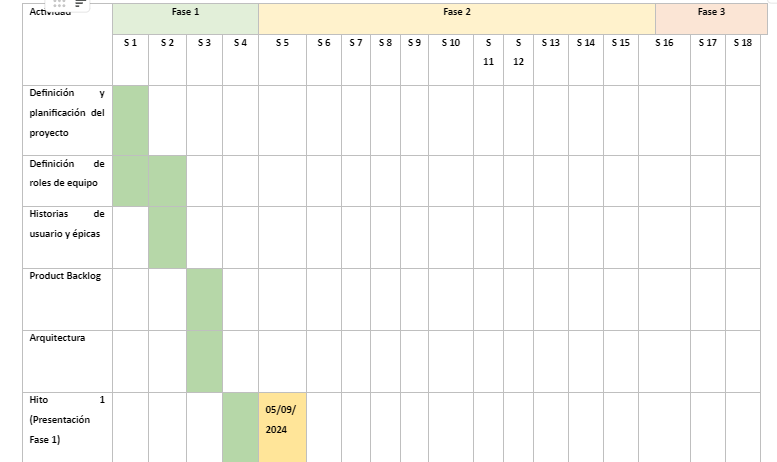 Actividad Fase 1 Fase 2 Fase 3
S 1 S 2 S 3 S 4 S 5 S 6 S 7 S 8 S 9 S 10 S 11 S 12 S 13 S 14 S 15 S 16 S 17 S 18
Definición y
planificación del
proyecto
Definición de
roles de equipo
Historias de
usuario y épicas
Product Backlog
Arquitectura
Hito 1
(Presentación
Fase 1)
05/09/
2024